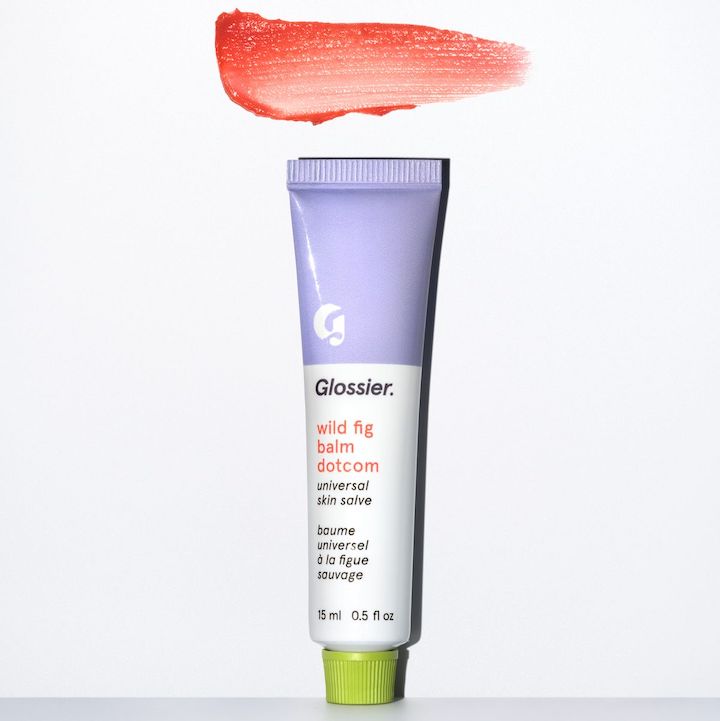 G
Glossier.
wild fig
balm
dotcom
universal
skin salve
baume
universel
à la figue
sauvage
15 ml 0.5 fl oz